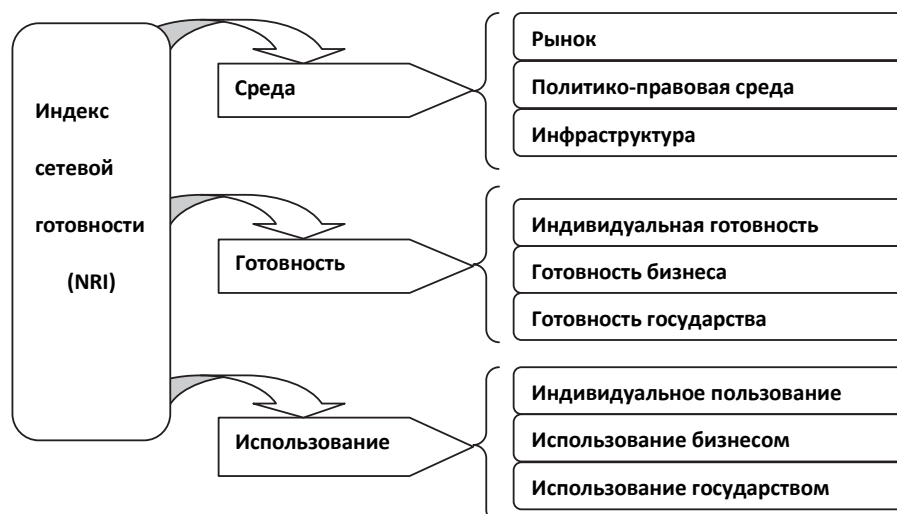 Индекс
сетевой
готовности
(NRI)
Среда
Рынок
Политико-правовая среда
Инфраструктура
Готовность
Индивидуальная готовность
Готовность бизнеса
Готовность государства
Использование
Индивидуальное пользование
Использование бизнесом
Использование государством